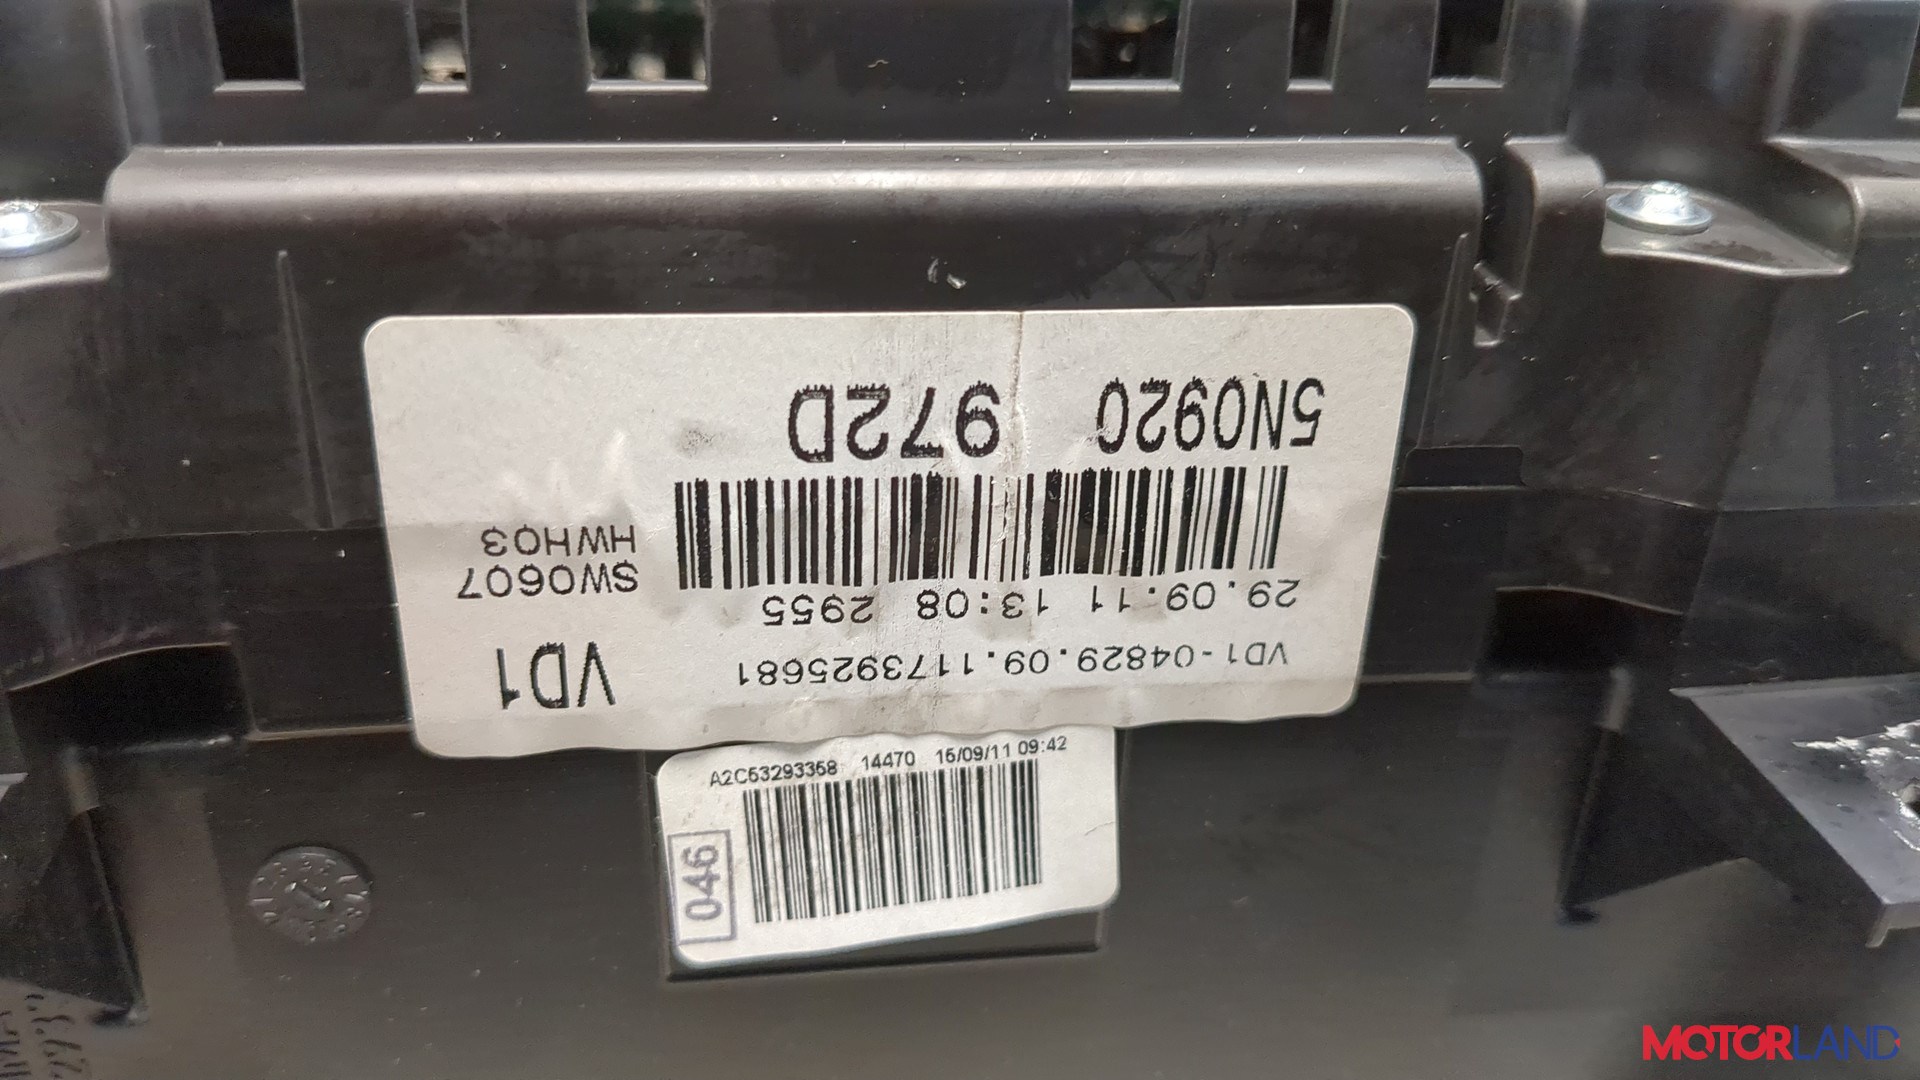 5N0920 972D
29.09.11 13:08 2955
HWH03
SW0607
VD1-04829.09.1173925681
VD1
A2C53293358 14470 15/09/11 09:42
046
MOTORLAND